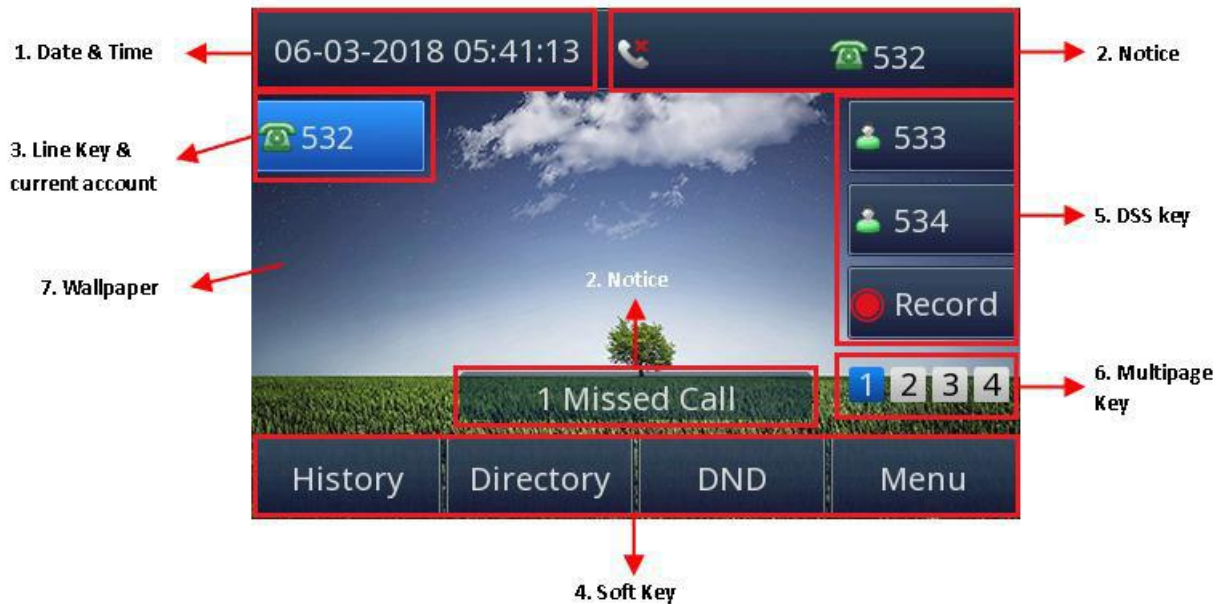 1. Date & Time
06-03-2018 05:41:13
532
2. Notice
3. Line Key &
current account
532
533
534
5. DSS key
7. Wallpaper
2. Notice
Record
1 Missed Call
1 2 3 4
6. Multipage
Key
History Directory DND Menu
4. Soft Key